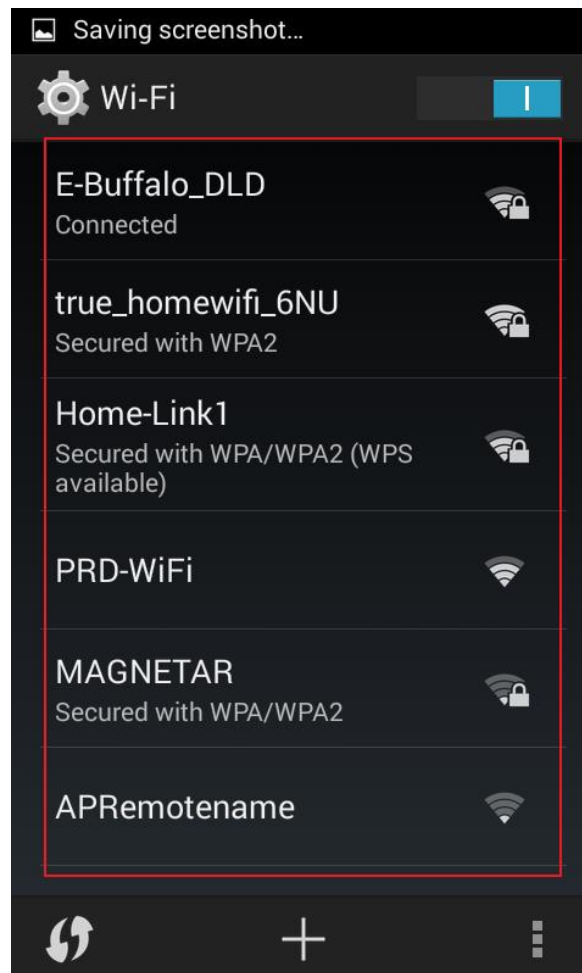 Saving screenshot...
Wi-Fi
E-Buffalo_DLD
Connected
true_homewifi_6NU
Secured with WPA2
Home-Link1
Secured with WPA/WPA2 (WPS
available)
PRD-WiFi
MAGNETAR
Secured with WPA/WPA2
APRemotename